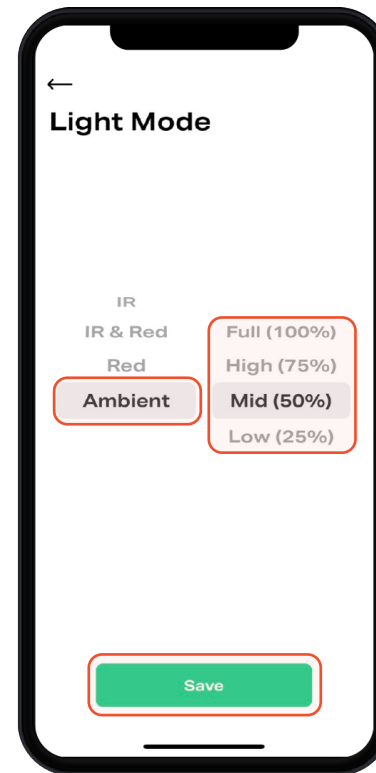 Light Mode
IR
IR & Red
Red
Ambient
Full (100%)
High (75%)
Mid (50%)
Low (25%)
Save